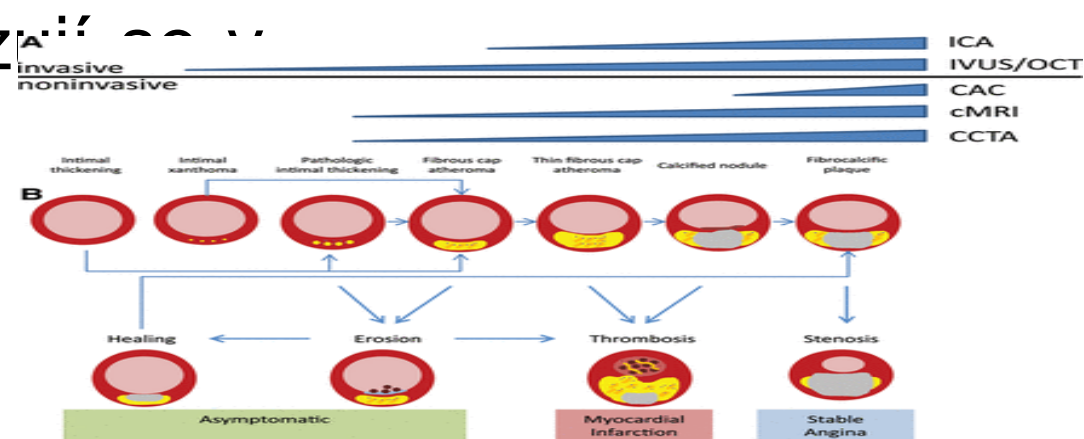 A
ICA
invasive
IVUS/OCT
noninvasive
CAC
cMRI
CCTA
Intimal
thickening
Intimal
xanthoma
Pathologic
intimal thickening
Fibrous cap
atheroma
Thin fibrous cap
atheroma
Calcified nodule
Fibrocalcific
plaque
B
Healing
Erosion
Thrombosis
Stenosis
Asymptomatic
Myocardial
Infarction
Stable
Angina